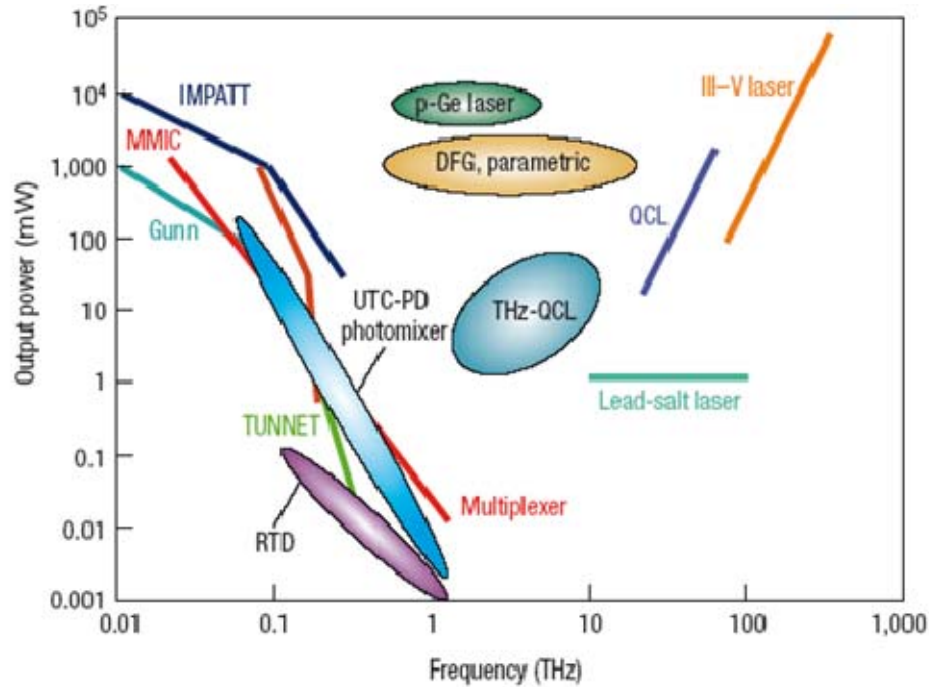 10⁵
10⁴
1,000
100
10
1
0.1
0.01
0.001
Output power (mW)
IMPATT
MMIC
Gunn
p-Ge laser
DFG, parametric
III–V laser
QCL
UTC-PD
photomixer
THz-QCL
Lead-salt laser
TUNNET
RTD
Multiplexer
0.01
0.1
1
10
100
1,000
Frequency (THz)